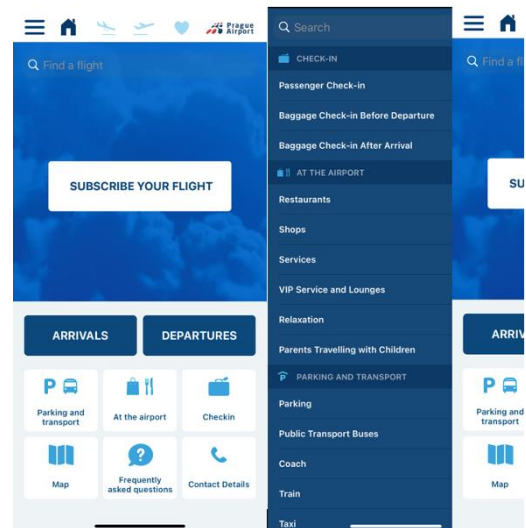 Prague
Airport
Find a flight
SUBSCRIBE YOUR FLIGHT
ARRIVALS
DEPARTURES
Parking and
transport
At the airport
Checkin
Map
Frequently
asked questions
Contact Details
Search
CHECK-IN
Passenger Check-in
Baggage Check-in Before Departure
Baggage Check-in After Arrival
AT THE AIRPORT
Restaurants
Shops
Services
VIP Service and Lounges
Relaxation
Parents Travelling with Children
PARKING AND TRANSPORT
Parking
Public Transport Buses
Coach
Train
Taxi
Find a fl
SU
ARRIV
Parking and
transport
Map